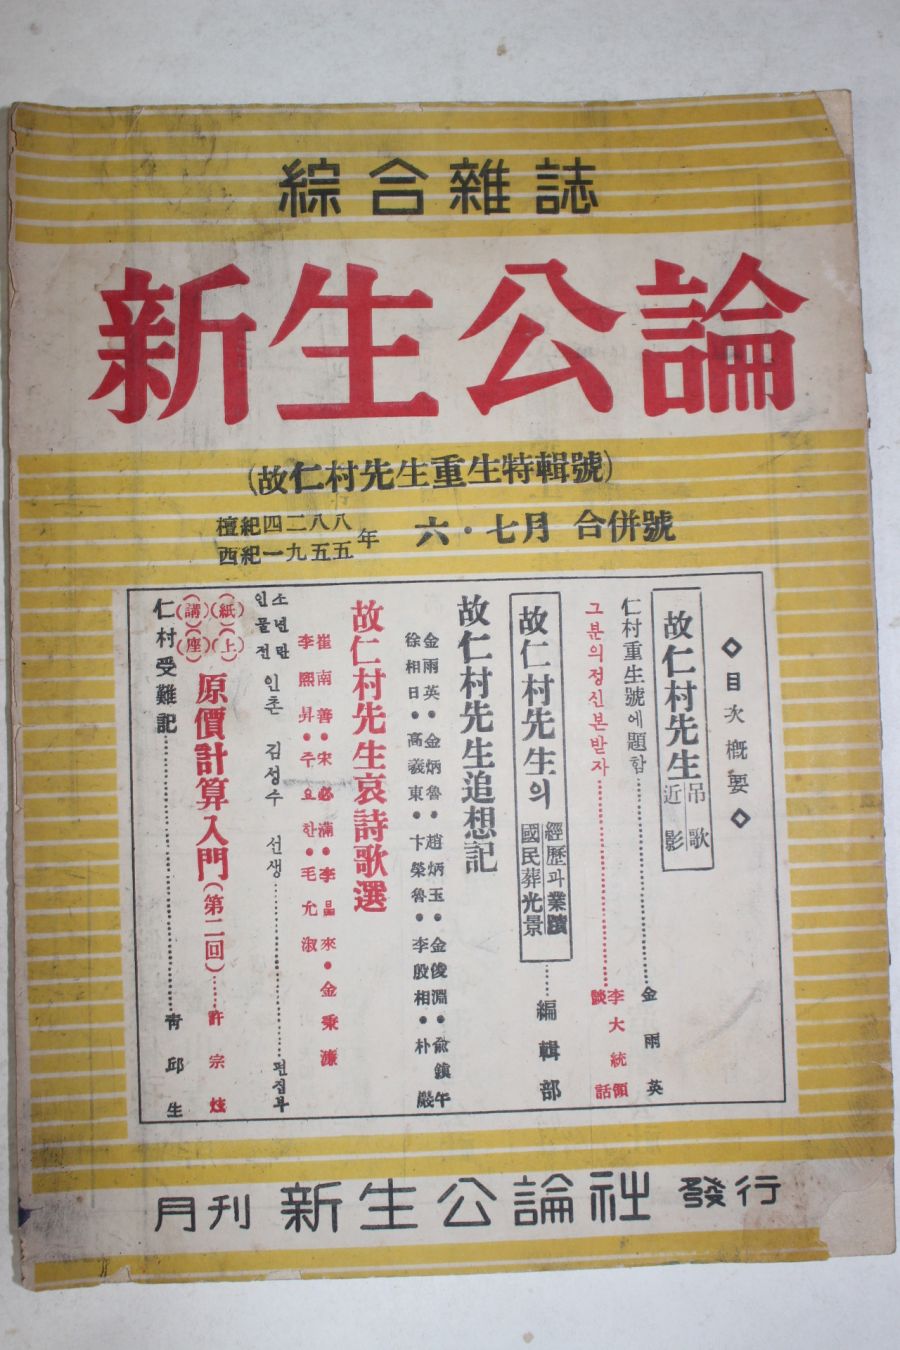 綜合雜誌
新生公論
(故仁村先生重生特輯號)
檀紀四二八八
西紀一九五五
年
六・七月 合併號
◇目次槪要◇
故仁村先生
吊歌
近影
仁村重生號에題함……金雨英
그분의정신본받자……李大統領
談話
故仁村先生의
經歷과業蹟
國民葬光景
……編輯部
故仁村先生追想記
金雨英・金炳魯・趙炳玉・金俊淵・兪鎭午
徐相日・高羲東・卞榮魯・李殷相・朴嚴
故仁村先生哀詩歌選
崔南善・宋必滿・李昷來・金秉濂
李熙昇・주요한・毛允淑
소년판
인물전
인촌 김성수 선생……편집부
(紙)(上)
(講)(座)
原價計算入門(第二回)……許宗炫
仁村受難記……靑邱生
月刊 新生公論社 發行